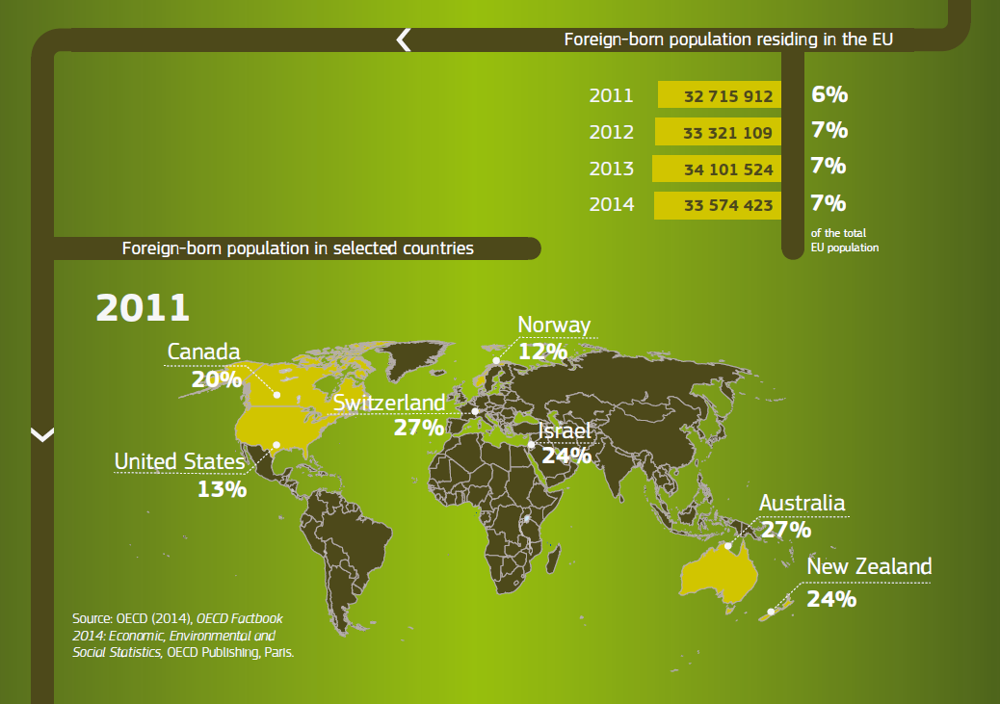 Foreign-born population residing in the EU
2011 32 715 912 6%
2012 33 321 109 7%
2013 34 101 524 7%
2014 33 574 423 7%
of the total
EU population
Foreign-born population in selected countries
2011
Norway
12%
Canada
20%
Switzerland
27%
Israel
24%
United States
13%
Australia
27%
New Zealand
24%
Source: OECD (2014), OECD Factbook
2014: Economic, Environmental and
Social Statistics, OECD Publishing, Paris.